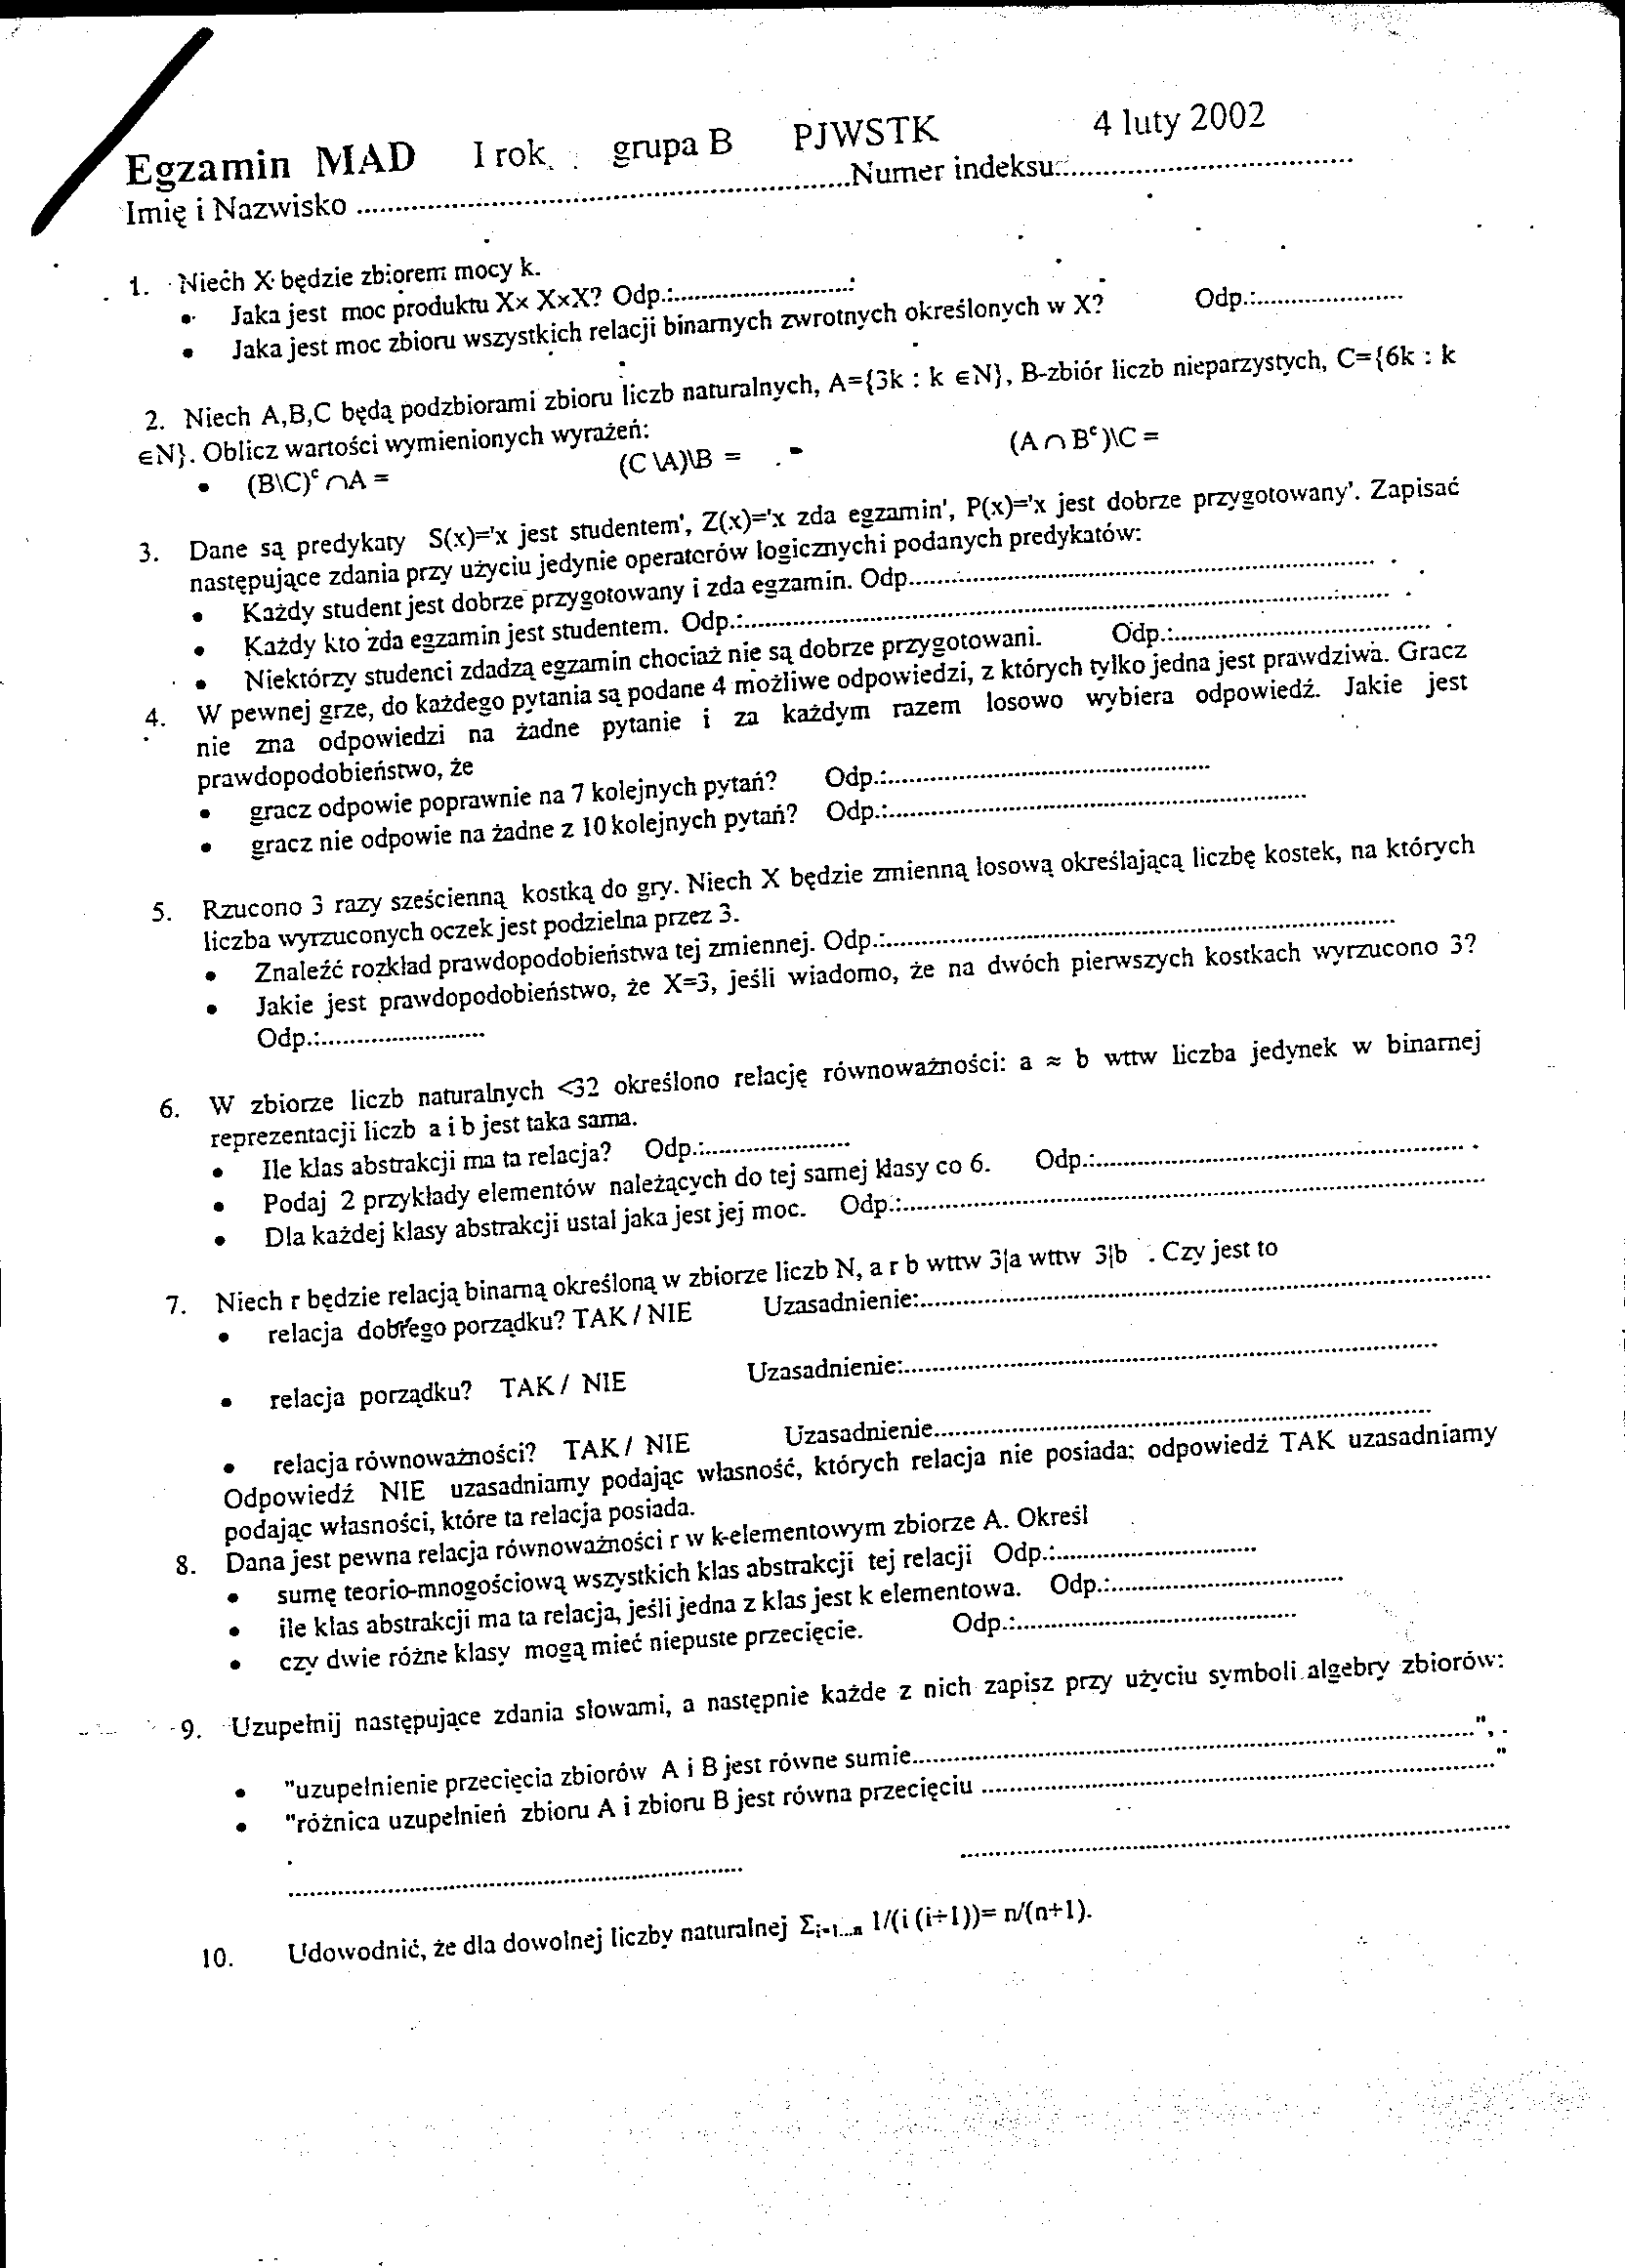 Egzamin MAD I rok grupa B PJWSTK 4 luty 2002
Imię i Nazwisko ..........Numer indeksu:..........
1. Niech X będzie zbiorem mocy k.
• Jaka jest moc produktu X× X×X? Odp.:..........
• Jaka jest moc zbioru wszystkich relacji binarnych zwrotnych określonych w X? Odp.:..........
2. Niech A,B,C będą podzbiorami zbioru liczb naturalnych, A={3k : k ∈N}, B-zbiór liczb nieparzystych, C={6k : k
∈N}. Oblicz wartości wymienionych wyrażeń:
• (B\C)ᶜ∩A = (C\A)\B = (A∩Bᶜ)\C =
3. Dane są predykaty S(x)='x jest studentem', Z(x)='x zda egzamin', P(x)='x jest dobrze przygotowany'. Zapisać
następujące zdania przy użyciu jedynie operatorów logicznych i podanych predykatów:
• Każdy student jest dobrze przygotowany i zda egzamin. Odp..........
• Każdy kto zda egzamin jest studentem. Odp.:..........
• Niektórzy studenci zdadzą egzamin chociaż nie są dobrze przygotowani. Odp.:..........
4. W pewnej grze, do każdego pytania są podane 4 możliwe odpowiedzi, z których tylko jedna jest prawdziwa. Gracz
nie zna odpowiedzi na żadne pytanie i za każdym razem losowo wybiera odpowiedź. Jakie jest
prawdopodobieństwo, że
• gracz odpowie poprawnie na 7 kolejnych pytań? Odp.:..........
• gracz nie odpowie na żadne z 10 kolejnych pytań? Odp.:..........
5. Rzucono 3 razy sześcienną kostką do gry. Niech X będzie zmienną losową określającą liczbę kostek, na których
liczba wyrzuconych oczek jest podzielna przez 3.
• Znaleźć rozkład prawdopodobieństwa tej zmiennej. Odp.:..........
• Jakie jest prawdopodobieństwo, że X=3, jeśli wiadomo, że na dwóch pierwszych kostkach wyrzucono 3?
Odp.:..........
6. W zbiorze liczb naturalnych <32 określono relację równoważności: a ≈ b wttw liczba jedynek w binarnej
reprezentacji liczb a i b jest taka sama.
• Ile klas abstrakcji ma ta relacja? Odp.:..........
• Podaj 2 przykłady elementów należących do tej samej klasy co 6. Odp.:..........
• Dla każdej klasy abstrakcji ustal jaka jest jej moc. Odp.:..........
7. Niech r będzie relacją binarną określoną w zbiorze liczb N, a r b wttw 3|a wttw 3|b . Czy jest to
• relacja dobrego porządku? TAK / NIE Uzasadnienie:..........
• relacja porządku? TAK / NIE Uzasadnienie:..........
• relacja równoważności? TAK / NIE Uzasadnienie..........
Odpowiedź NIE uzasadniamy podając własność, których relacja nie posiada; odpowiedź TAK uzasadniamy
podając własności, które ta relacja posiada.
8. Dana jest pewna relacja równoważności r w k-elementowym zbiorze A. Określ
• sumę teorio-mnogościową wszystkich klas abstrakcji tej relacji Odp.:..........
• ile klas abstrakcji ma ta relacja, jeśli jedna z klas jest k elementowa. Odp.:..........
• czy dwie różne klasy mogą mieć niepuste przecięcie. Odp.:..........
9. Uzupełnij następujące zdania słowami, a następnie każde z nich zapisz przy użyciu symboli algebry zbiorów:
• "uzupełnienie przecięcia zbiorów A i B jest równe sumie..........",
• "różnica uzupełnień zbioru A i zbioru B jest równa przecięciu .........."
.......... ..........
10. Udowodnić, że dla dowolnej liczby naturalnej Σᵢ₌₁...ₙ 1/(i (i+1))= n/(n+1).